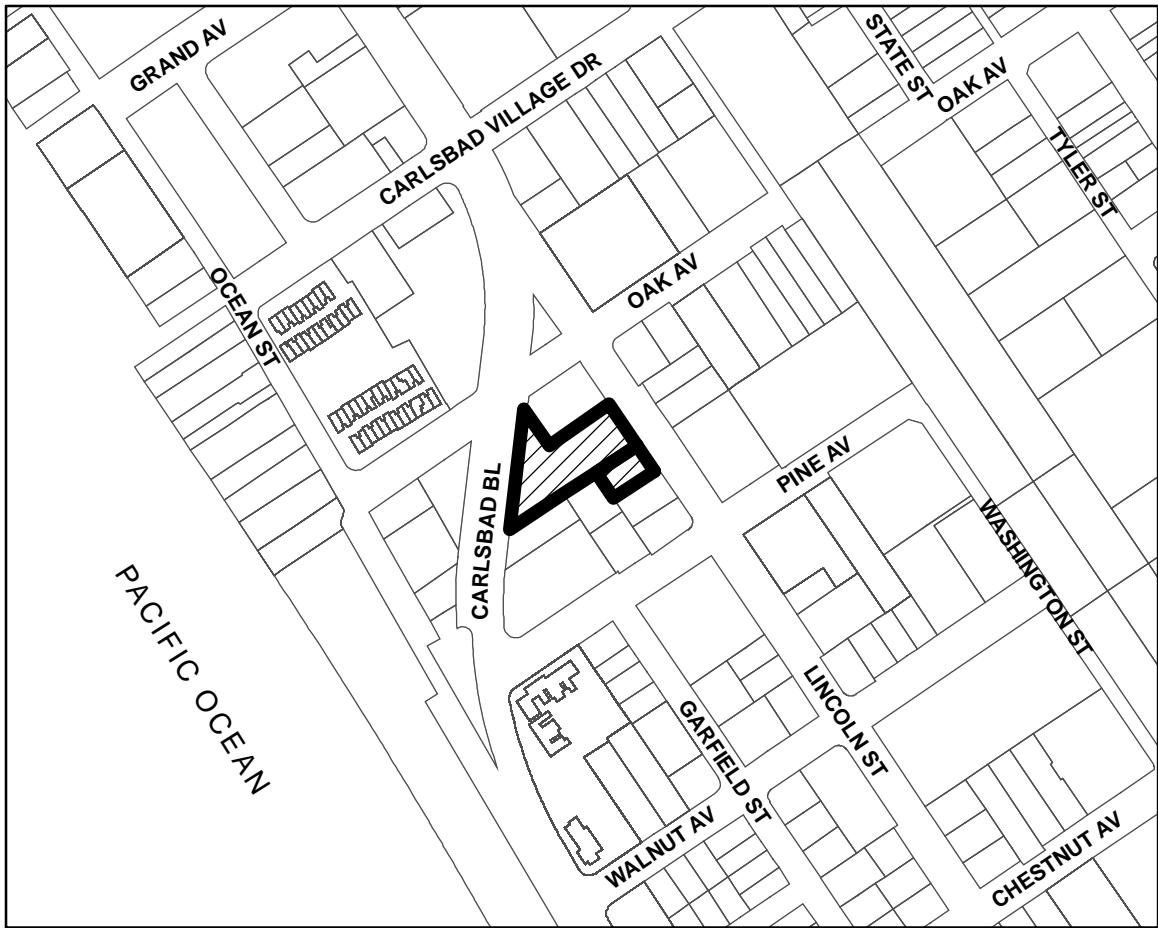 GRAND AV
STATE ST
OAK AV
CARLSBAD VILLAGE DR
TYLER ST
OCEAN ST
OAK AV
PINE AV
CARLSBAD BL
WASHINGTON ST
PACIFIC OCEAN
LINCOLN ST
GARFIELD ST
WALNUT AV
CHESTNUT AV